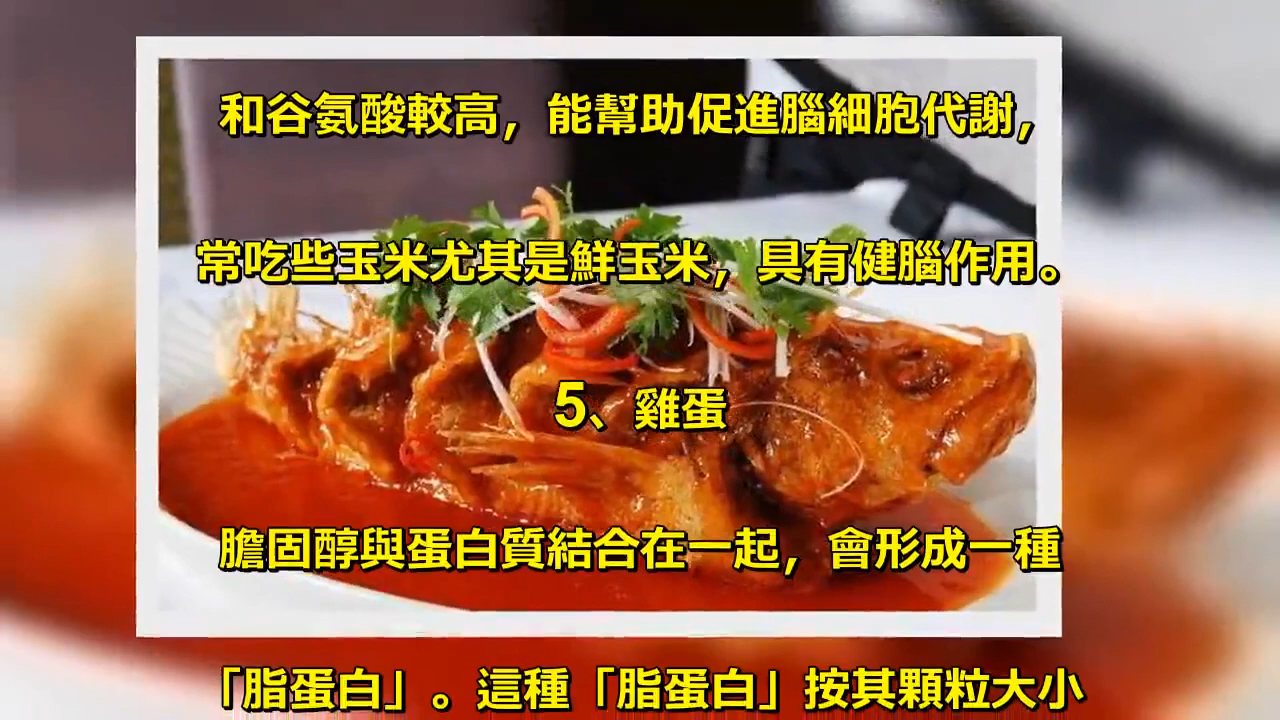 和谷氨酸較高，能幫助促進腦細胞代謝，
常吃些玉米尤其是鮮玉米，具有健腦作用。
5、雞蛋
膽固醇與蛋白質結合在一起，會形成一種
「脂蛋白」。這種「脂蛋白」按其顆粒大小